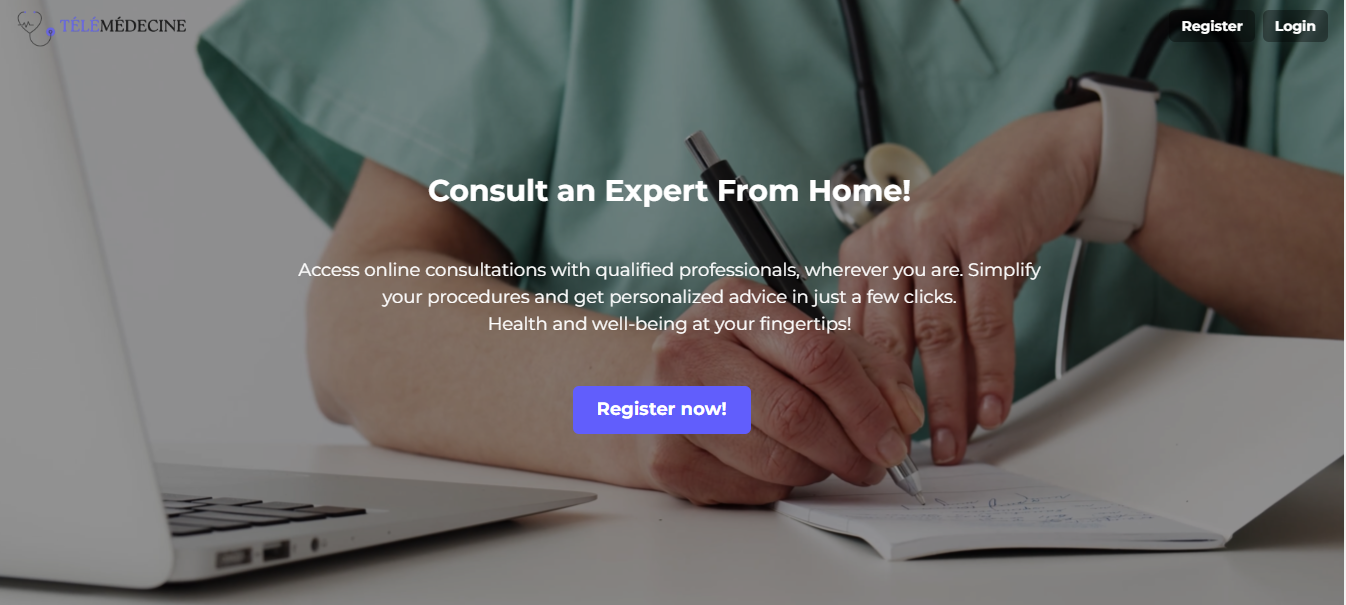 TÉLÉMÉDECINE
Register
Login
Consult an Expert From Home!
Access online consultations with qualified professionals, wherever you are. Simplify
your procedures and get personalized advice in just a few clicks.
Health and well-being at your fingertips!
Register now!